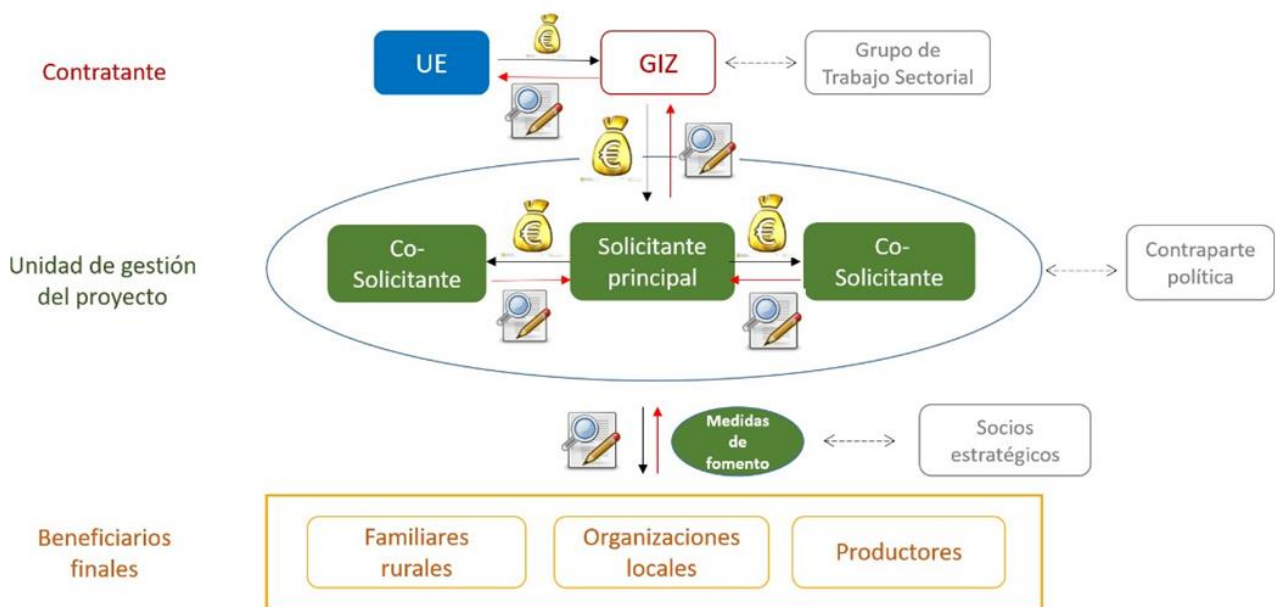 Contratante
UE
GIZ
Grupo de
Trabajo Sectorial
Unidad de gestión
del proyecto
Co-
Solicitante
Solicitante
principal
Co-
Solicitante
Contraparte
política
Medidas
de
fomento
Socios
estratégicos
Beneficiarios
finales
Familiares
rurales
Organizaciones
locales
Productores